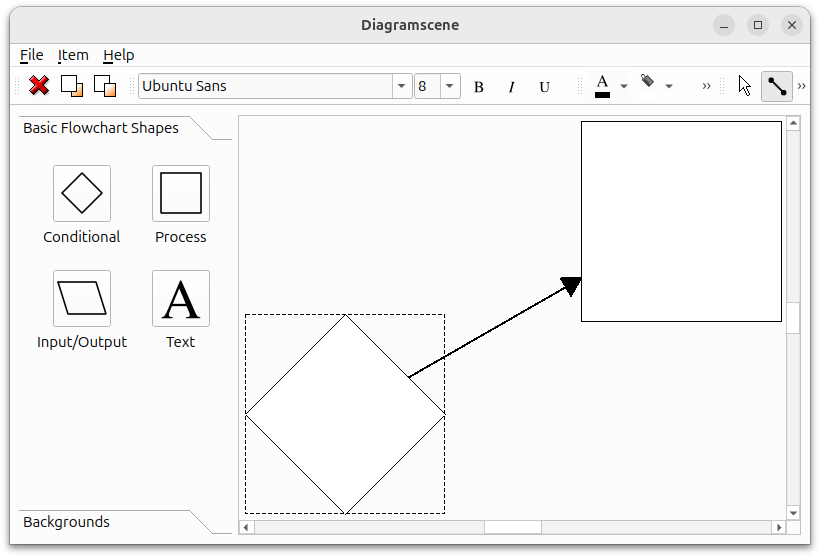 Diagramscene
File Item Help
Ubuntu Sans 8 B I U A
Basic Flowchart Shapes
Conditional Process
A
Input/Output Text
Backgrounds